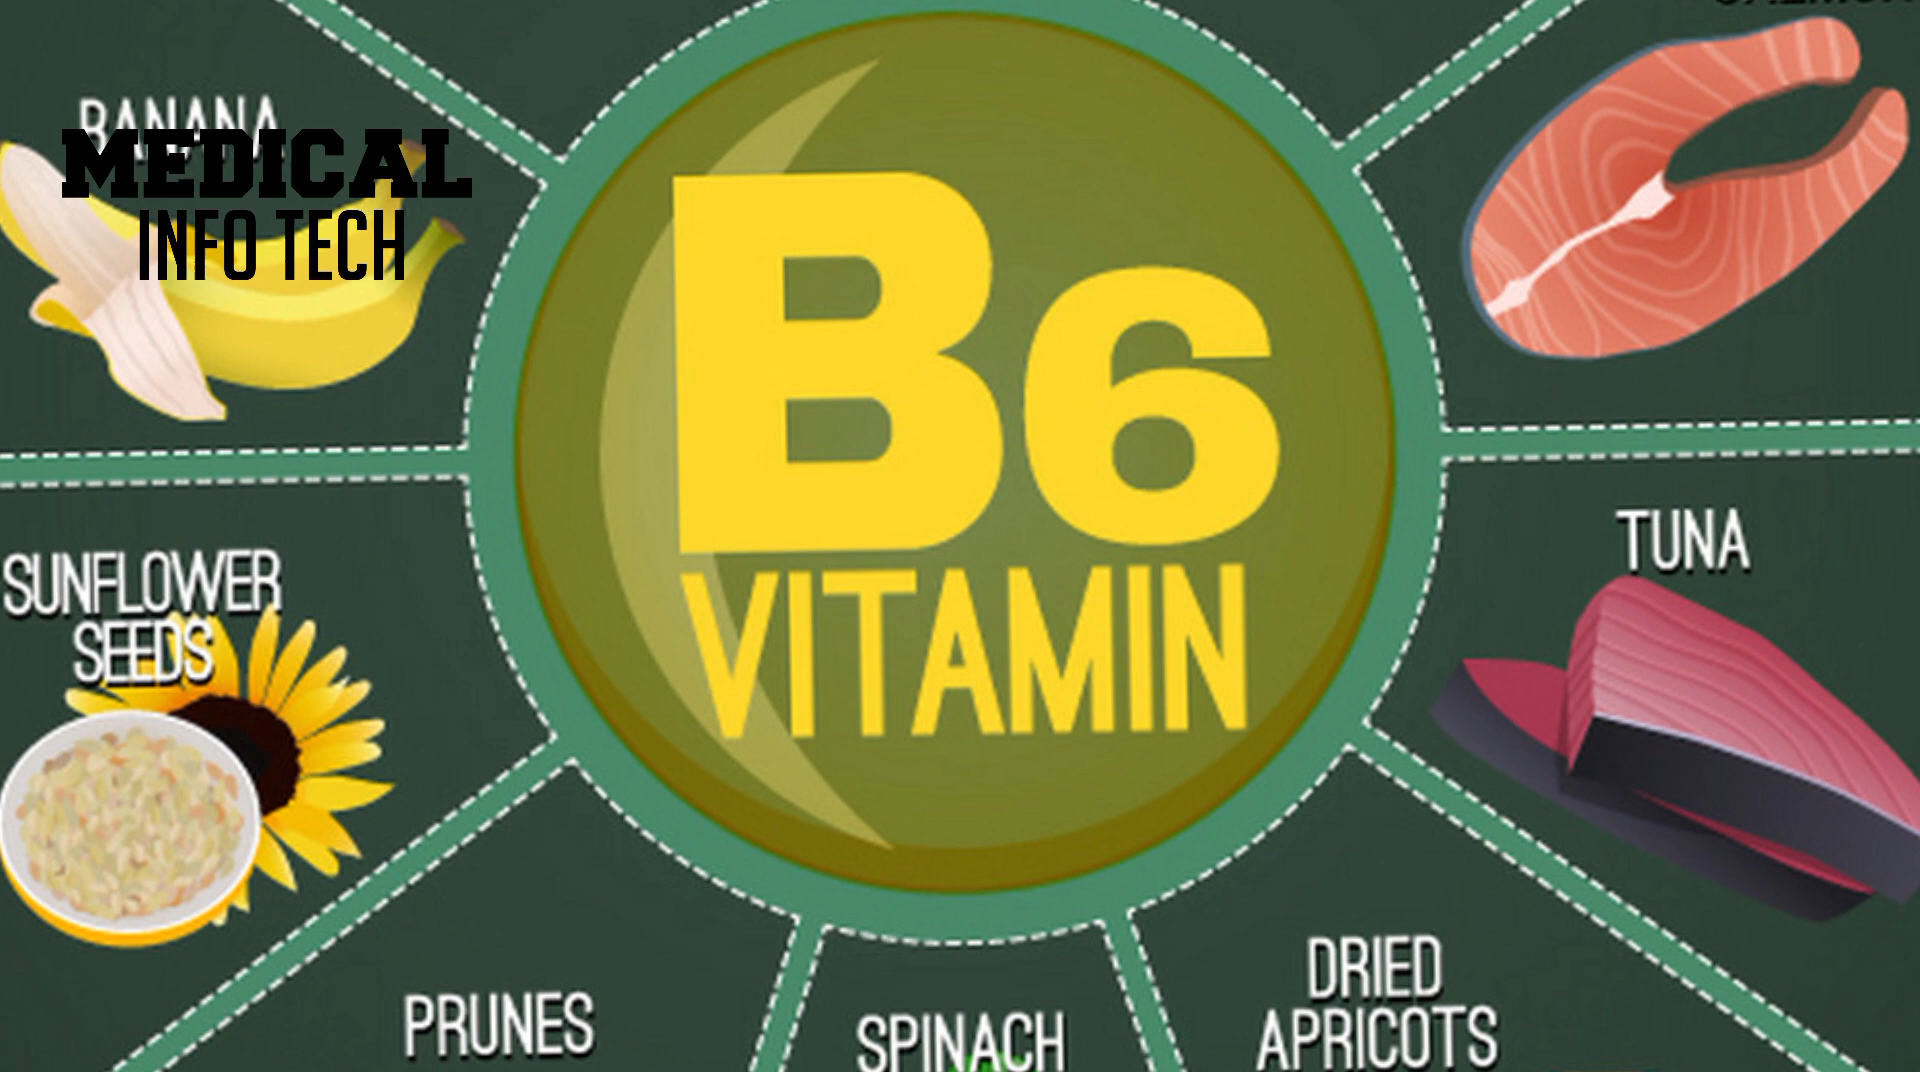 BANANA
MEDICAL
INFO TECH
B6
VITAMIN
TUNA
SUNFLOWER
SEEDS
PRUNES
SPINACH
DRIED
APRICOTS